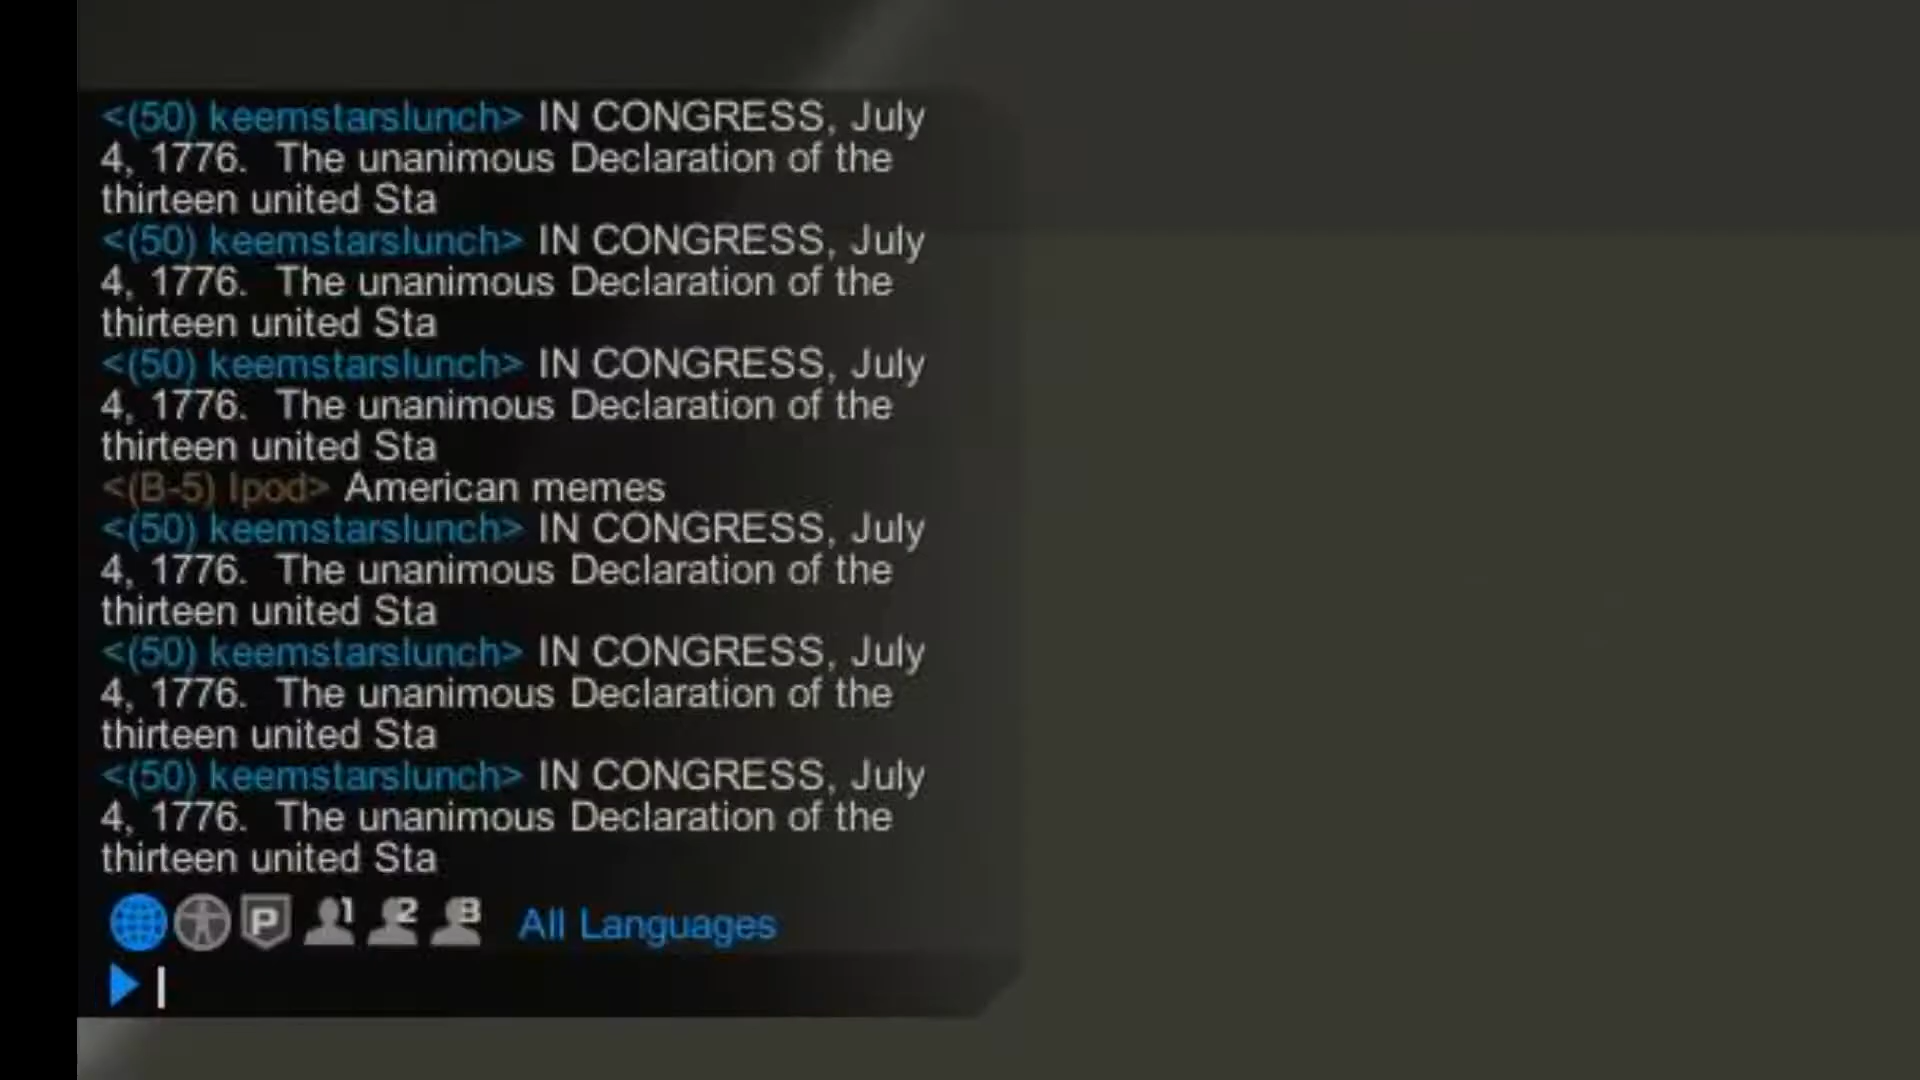 <(50) keemstarslunch> IN CONGRESS, July
4, 1776.  The unanimous Declaration of the
thirteen united Sta
<(50) keemstarslunch> IN CONGRESS, July
4, 1776.  The unanimous Declaration of the
thirteen united Sta
<(50) keemstarslunch> IN CONGRESS, July
4, 1776.  The unanimous Declaration of the
thirteen united Sta
<(B-5) Ipod> American memes
<(50) keemstarslunch> IN CONGRESS, July
4, 1776.  The unanimous Declaration of the
thirteen united Sta
<(50) keemstarslunch> IN CONGRESS, July
4, 1776.  The unanimous Declaration of the
thirteen united Sta
<(50) keemstarslunch> IN CONGRESS, July
4, 1776.  The unanimous Declaration of the
thirteen united Sta
P 1 2 B All Languages